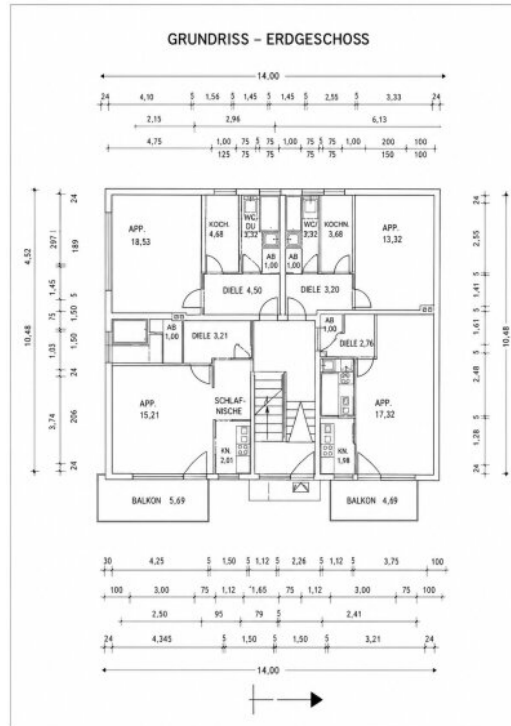 GRUNDRISS – ERDGESCHOSS
14,00
24 4,10 5 1,56 5 1,45 5 1,45 5 2,55 5 3,33 24
2,15 2,96 6,13
4,75 1,00 75 5 75 1,00 75 5 75 1,00 200 100
125 75 75 75 75 150 100
APP.
18,53
KOCH.
4,68
WC/
DU
3,32
AB
1,00
AB
1,00
WC/
2,32
KOCHN.
3,68
APP.
13,32
DIELE 4,50
DIELE 3,20
AB
1,00
DIELE 3,21
AB
1,00
DIELE 2,76
APP.
15,21
SCHLAF-
NISCHE
KN.
2,01
APP.
17,32
KN.
1,98
BALKON 5,69
BALKON 4,69
10,48
4,52
1,45
1,03
3,74
24
297
189
5
75
1,50
1,50
24
206
24
24
2,55
5
1,41
5
1,61
5
2,48
5
1,28
24
10,48
30 4,25 5 1,50 5 1,12 5 2,26 5 1,12 5 3,75 100
100 3,00 75 1,12 1,65 75 1,12 3,00 75 100
2,50 95 79 5 2,41
24 4,345 5 1,50 5 1,50 5 3,21 24
14,00